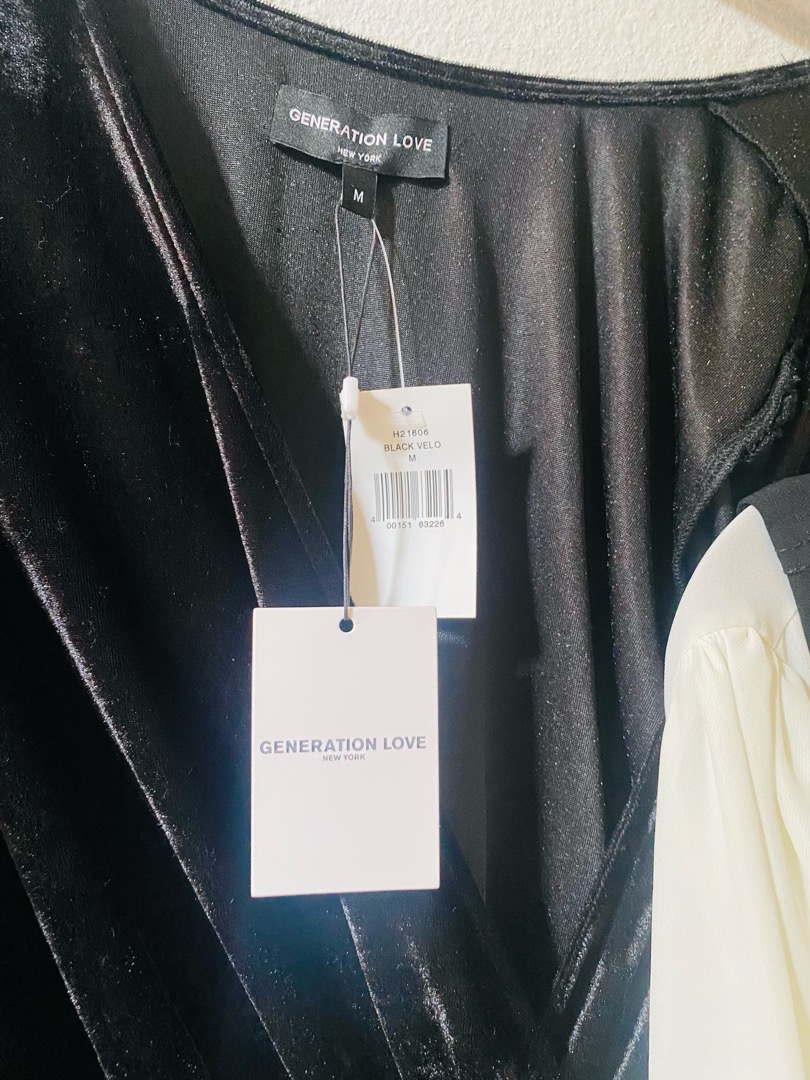 GENERATION LOVE
NEW YORK
M
H21606
BLACK VELO
M
4 00151 63226 4
GENERATION LOVE
NEW YORK